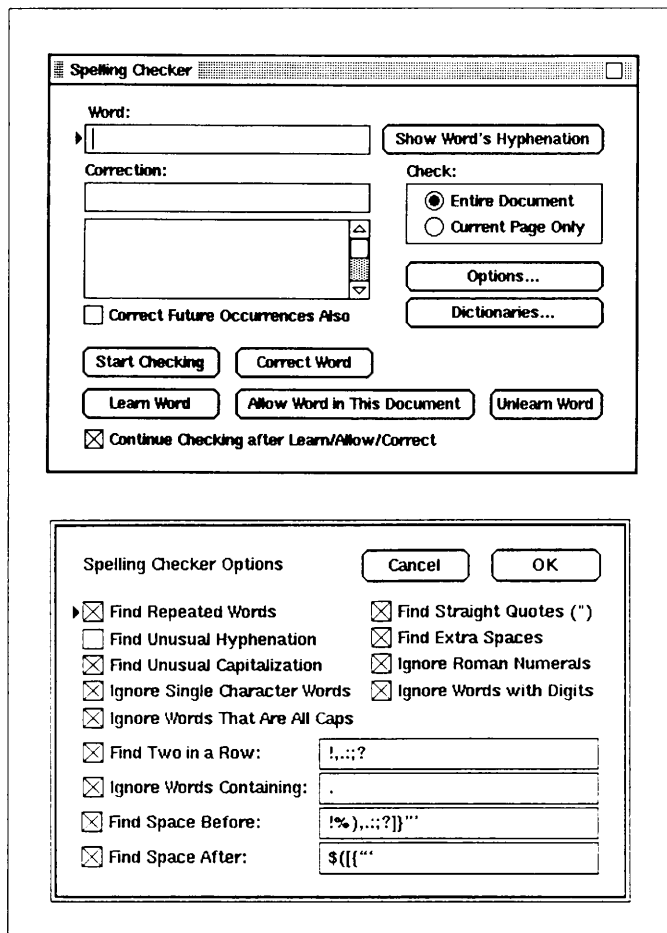 Spelling Checker
Word:
Show Word's Hyphenation
Correction:
Check:
Entire Document
Current Page Only
Options...
Correct Future Occurrences Also
Dictionaries...
Start Checking
Correct Word
Learn Word
Allow Word in This Document
Unlearn Word
Continue Checking after Learn/Allow/Correct
Spelling Checker Options
Cancel
OK
Find Repeated Words
Find Straight Quotes (")
Find Unusual Hyphenation
Find Extra Spaces
Find Unusual Capitalization
Ignore Roman Numerals
Ignore Single Character Words
Ignore Words with Digits
Ignore Words That Are All Caps
Find Two in a Row:
!,.:;?
Ignore Words Containing:
.
Find Space Before:
!%),.:;?]}"’
Find Space After:
$([{“‘